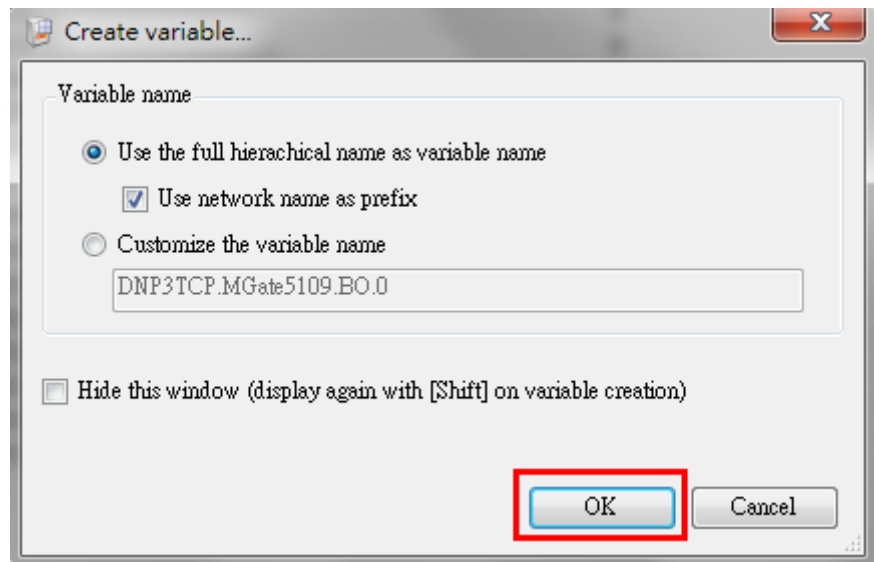 Create variable...
Variable name
Use the full hierachical name as variable name
Use network name as prefix
Customize the variable name
DNP3TCP.MGate5109.BO.0
Hide this window (display again with [Shift] on variable creation)
OK Cancel